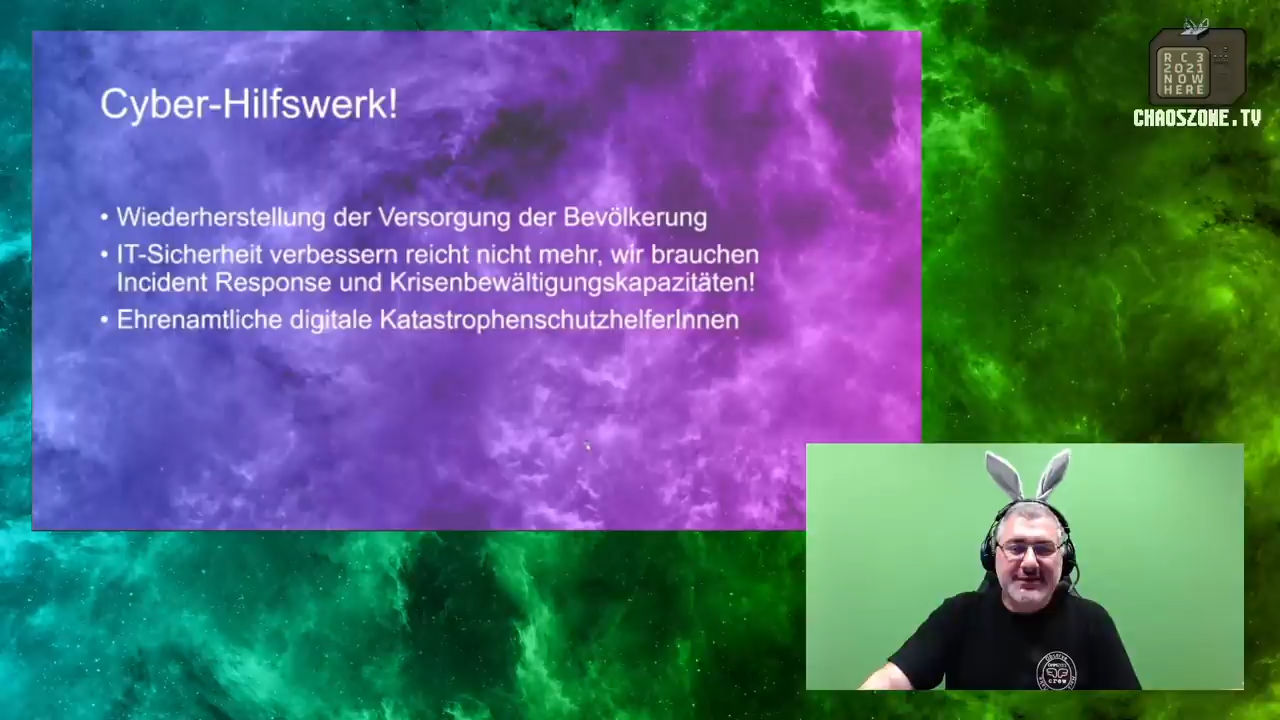 Cyber-Hilfswerk!
• Wiederherstellung der Versorgung der Bevölkerung
• IT-Sicherheit verbessern reicht nicht mehr, wir brauchen
Incident Response und Krisenbewältigungskapazitäten!
• Ehrenamtliche digitale KatastrophenschutzhelferInnen
RC3
2021
NOW
HERE
CHAOSZONE.TV
crew